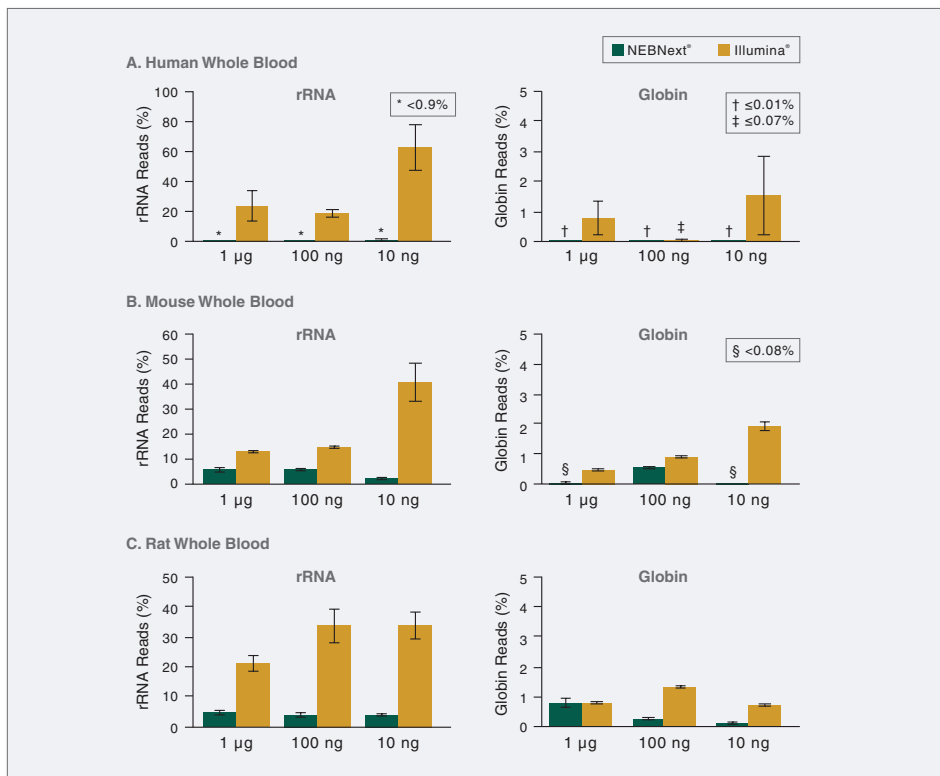 NEBNext® Illumina®
A. Human Whole Blood
rRNA
* <0.9%
rRNA Reads (%)
100
80
60
40
20
0
* * *
1 µg 100 ng 10 ng
Globin
† ≤0.01%
‡ ≤0.07%
Globin Reads (%)
5
4
3
2
1
0
† † ‡ †
1 µg 100 ng 10 ng
B. Mouse Whole Blood
rRNA
rRNA Reads (%)
60
50
40
30
20
10
0
1 µg 100 ng 10 ng
Globin
§ <0.08%
Globin Reads (%)
5
4
3
2
1
0
§ §
1 µg 100 ng 10 ng
C. Rat Whole Blood
rRNA
rRNA Reads (%)
50
40
30
20
10
0
1 µg 100 ng 10 ng
Globin
Globin Reads (%)
5
4
3
2
1
0
1 µg 100 ng 10 ng